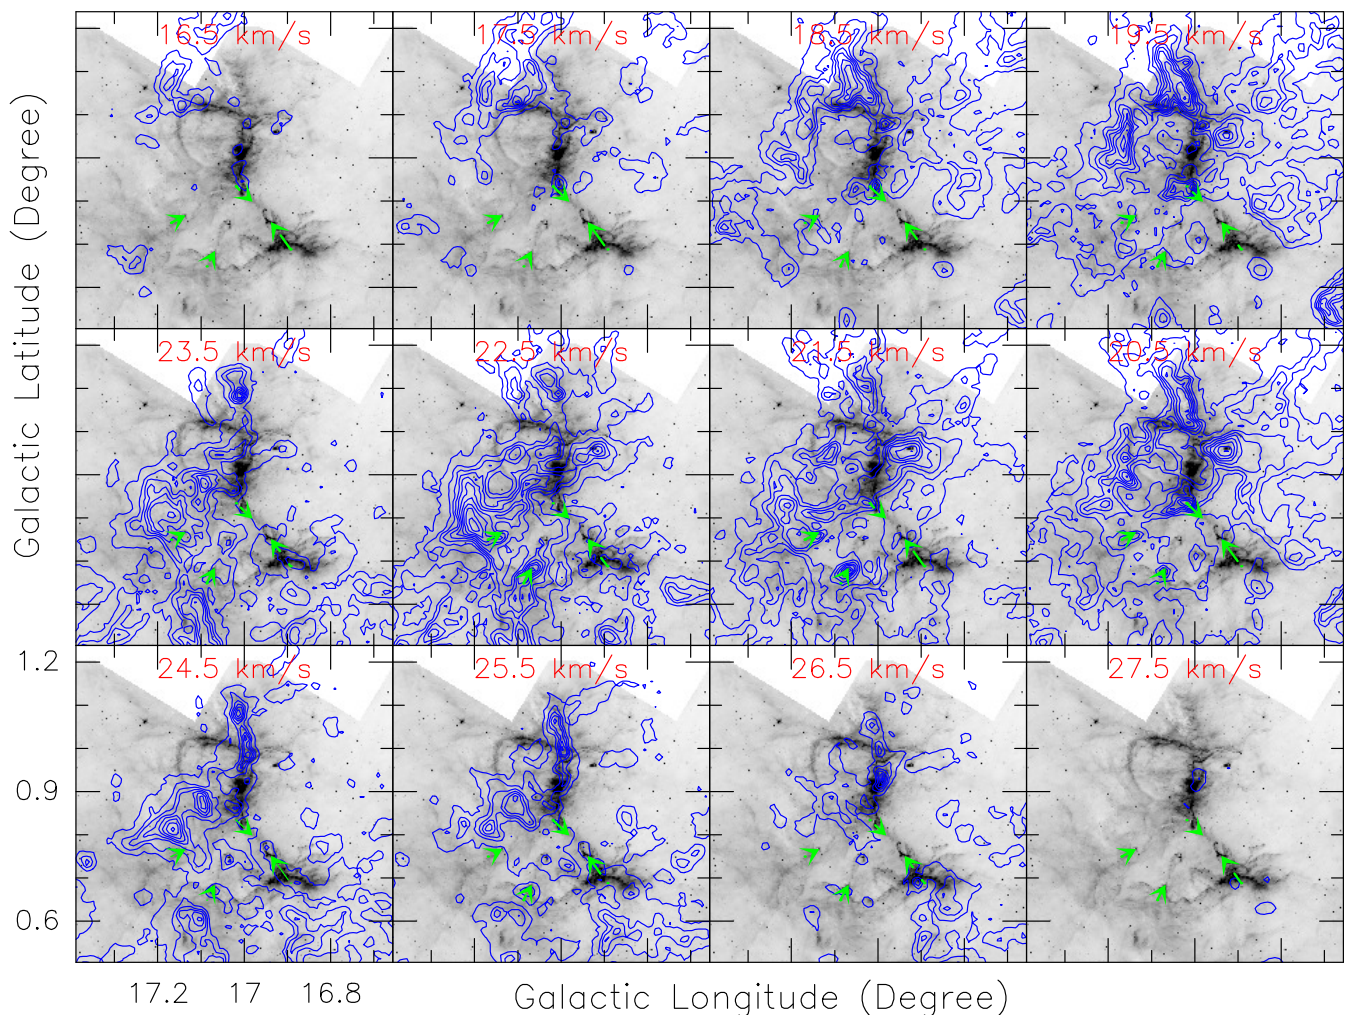 16.5 km/s
17.5 km/s
18.5 km/s
19.5 km/s
23.5 km/s
22.5 km/s
21.5 km/s
20.5 km/s
24.5 km/s
25.5 km/s
26.5 km/s
27.5 km/s
Galactic Latitude (Degree)
1.2
0.9
0.6
17.2 17 16.8
Galactic Longitude (Degree)